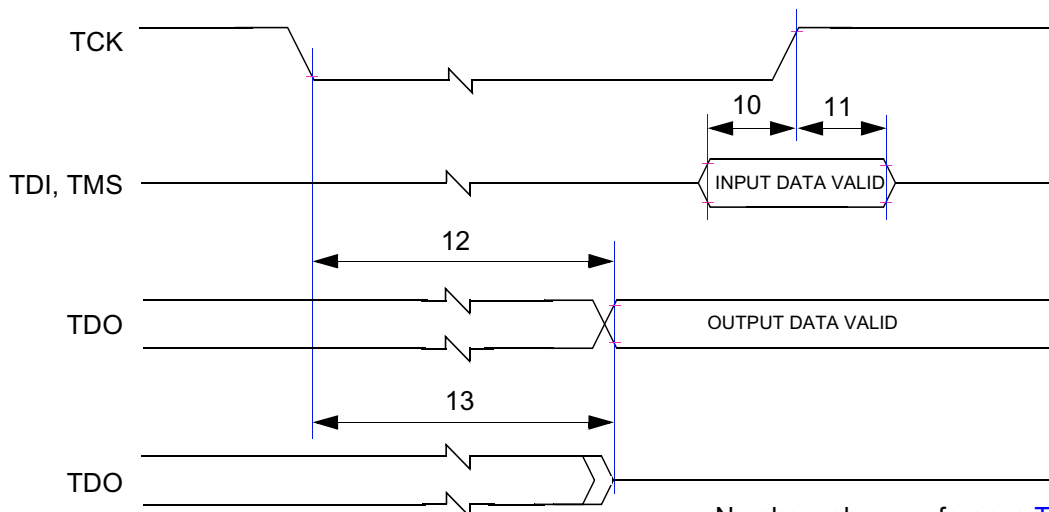 TCK
10
11
TDI, TMS
INPUT DATA VALID
12
TDO
OUTPUT DATA VALID
13
TDO